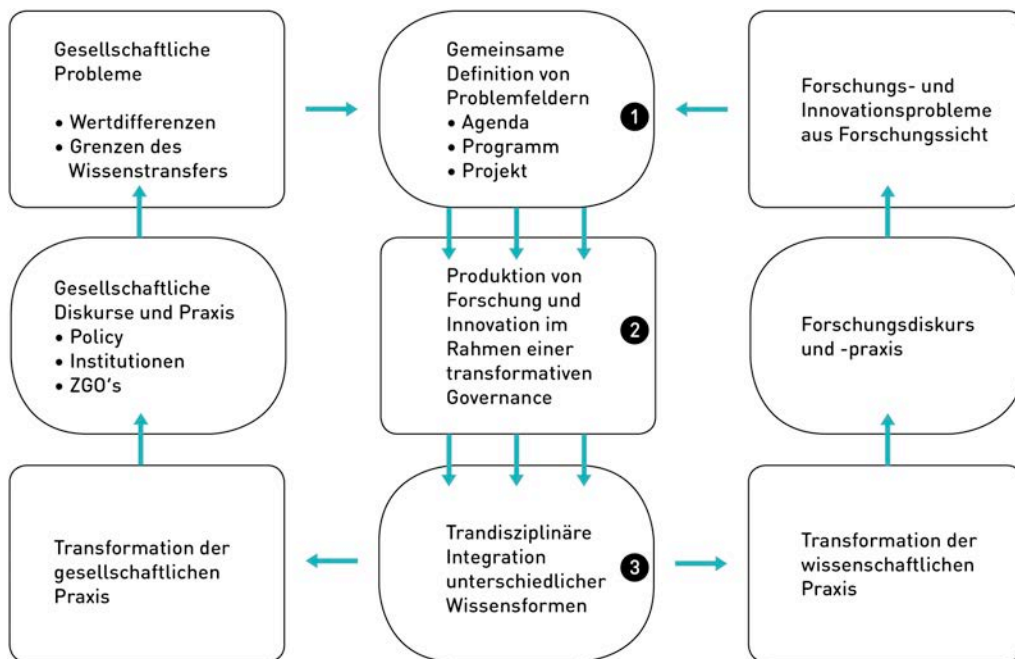 Gesellschaftliche
Probleme
• Wertdifferenzen
• Grenzen des
Wissenstransfers
Gemeinsame
Definition von
Problemfeldern
• Agenda
• Programm
• Projekt
1
Forschungs- und
Innovationsprobleme
aus Forschungssicht
Gesellschaftliche
Diskurse und Praxis
• Policy
• Institutionen
• ZGO's
Produktion von
Forschung und
Innovation im
Rahmen einer
transformativen
Governance
2
Forschungsdiskurs
und -praxis
Transformation der
gesellschaftlichen
Praxis
Trandisziplinäre
Integration
unterschiedlicher
Wissensformen
3
Transformation der
wissenschaftlichen
Praxis